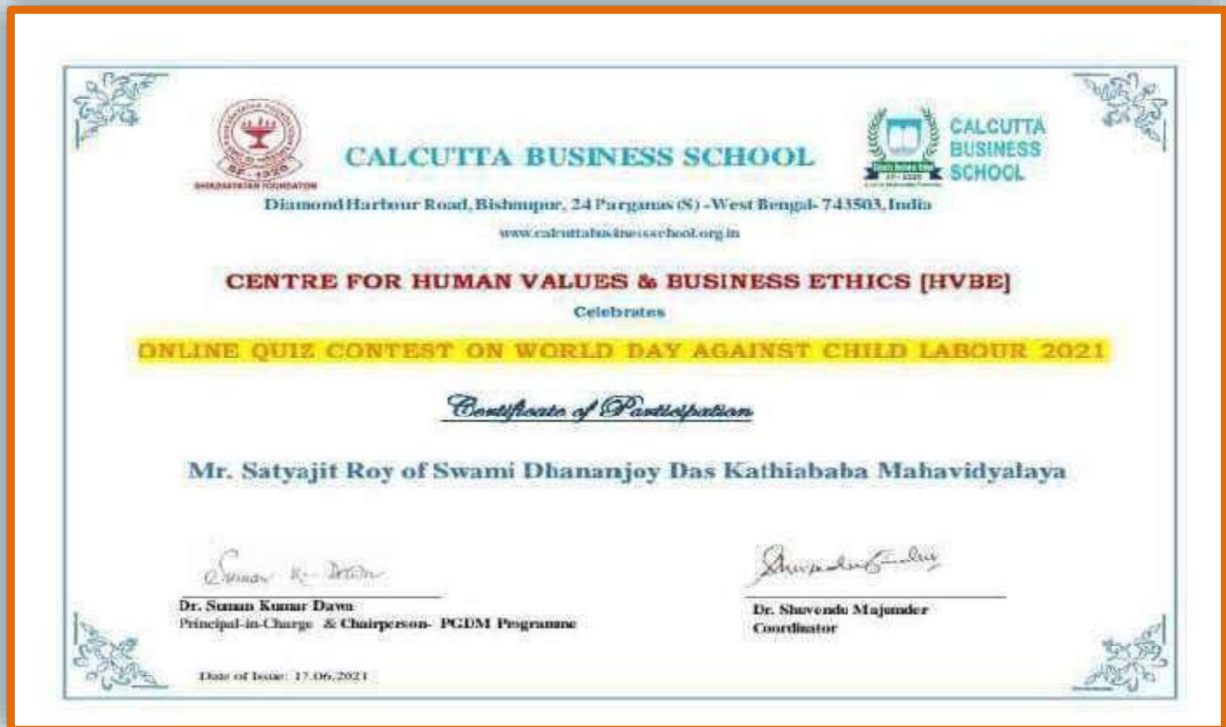 CALCUTTA BUSINESS SCHOOL
SHIKSHAYATAN FOUNDATION
CALCUTTA
BUSINESS
SCHOOL
Diamond Harbour Road, Bishnupur, 24 Parganas (S) -West Bengal- 743503, India
www.calcuttabusinessschool.org.in
CENTRE FOR HUMAN VALUES & BUSINESS ETHICS [HVBE]
Celebrates
ONLINE QUIZ CONTEST ON WORLD DAY AGAINST CHILD LABOUR 2021
Certificate of Participation
Mr. Satyajit Roy of Swami Dhananjoy Das Kathiababa Mahavidyalaya
Dr. Suman Kumar Dawn
Principal-in-Charge & Chairperson- PGDM Programme
Dr. Shuvendu Majumder
Coordinator
Date of Issue: 17.06.2021